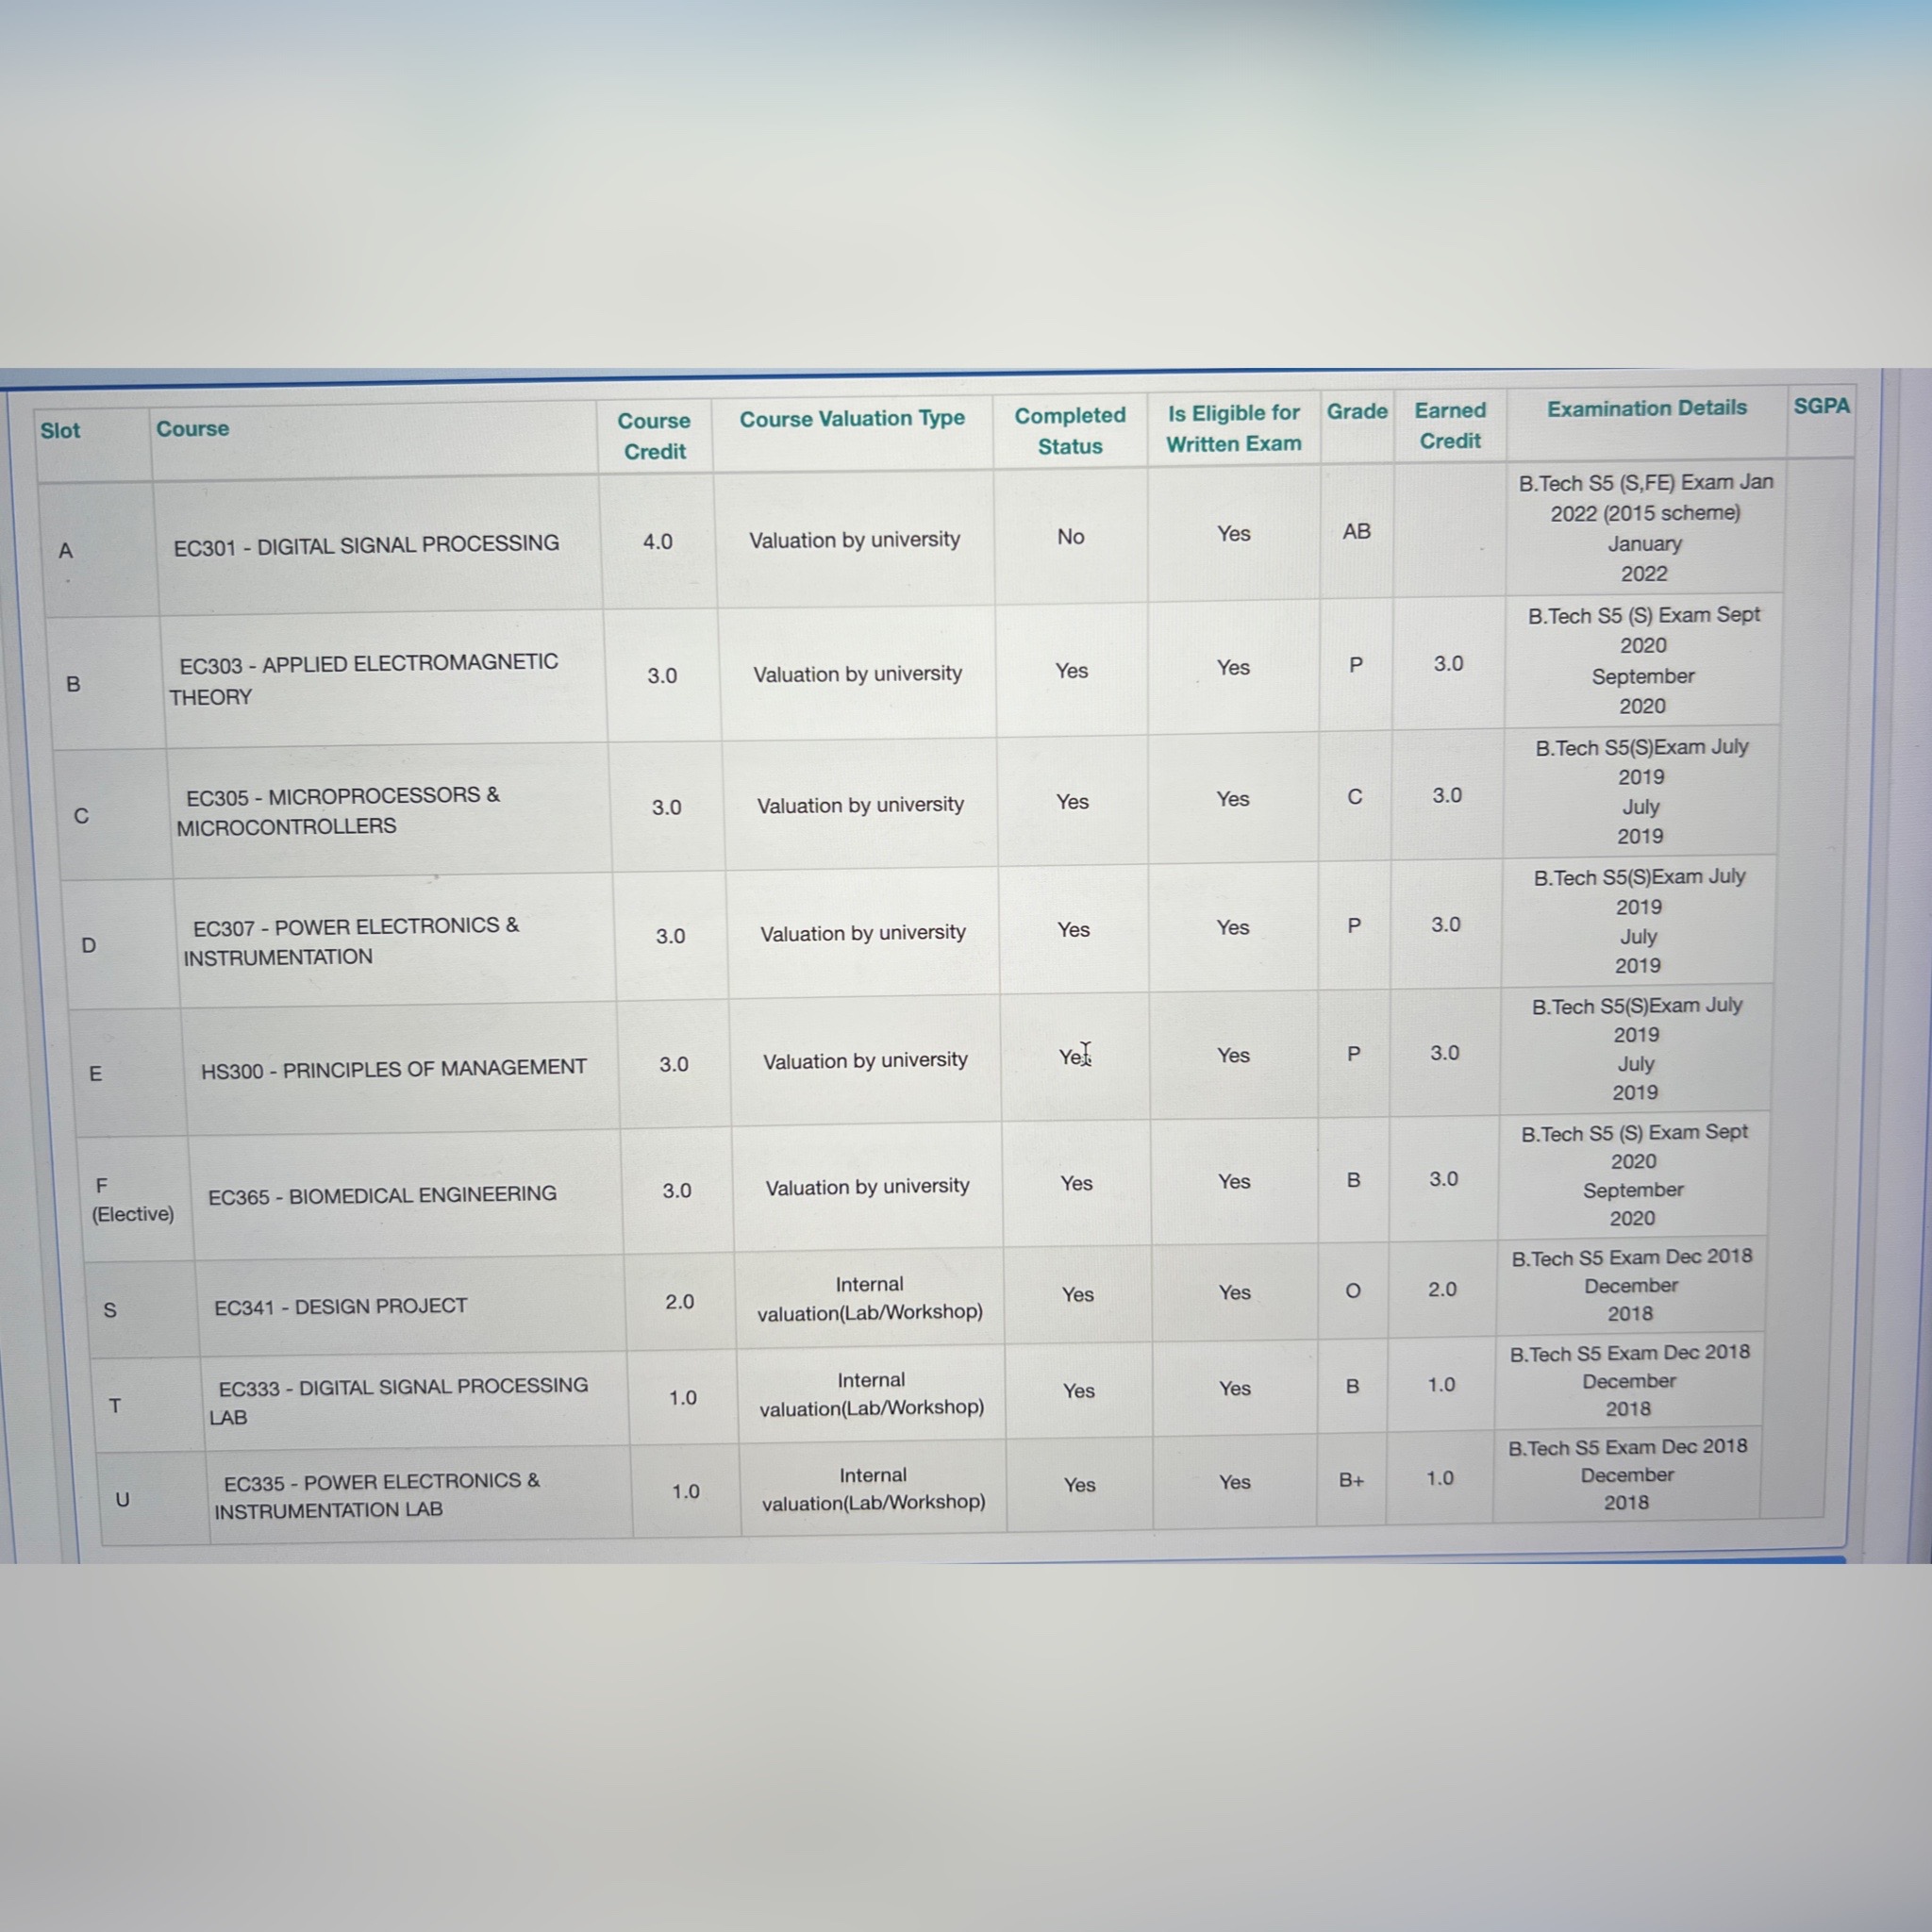 Slot Course Course Credit Course Valuation Type Completed Status Is Eligible for Written Exam Grade Earned Credit Examination Details SGPA
A EC301 - DIGITAL SIGNAL PROCESSING 4.0 Valuation by university No Yes AB B.Tech S5 (S,FE) Exam Jan
2022 (2015 scheme)
January
2022
B EC303 - APPLIED ELECTROMAGNETIC
THEORY 3.0 Valuation by university Yes Yes P 3.0 B.Tech S5 (S) Exam Sept
2020
September
2020
C EC305 - MICROPROCESSORS &
MICROCONTROLLERS 3.0 Valuation by university Yes Yes C 3.0 B.Tech S5(S)Exam July
2019
July
2019
D EC307 - POWER ELECTRONICS &
INSTRUMENTATION 3.0 Valuation by university Yes Yes P 3.0 B.Tech S5(S)Exam July
2019
July
2019
E HS300 - PRINCIPLES OF MANAGEMENT 3.0 Valuation by university Yes Yes P 3.0 B.Tech S5(S)Exam July
2019
July
2019
F
(Elective) EC365 - BIOMEDICAL ENGINEERING 3.0 Valuation by university Yes Yes B 3.0 B.Tech S5 (S) Exam Sept
2020
September
2020
S EC341 - DESIGN PROJECT 2.0 Internal
valuation(Lab/Workshop) Yes Yes O 2.0 B.Tech S5 Exam Dec 2018
December
2018
T EC333 - DIGITAL SIGNAL PROCESSING
LAB 1.0 Internal
valuation(Lab/Workshop) Yes Yes B 1.0 B.Tech S5 Exam Dec 2018
December
2018
U EC335 - POWER ELECTRONICS &
INSTRUMENTATION LAB 1.0 Internal
valuation(Lab/Workshop) Yes Yes B+ 1.0 B.Tech S5 Exam Dec 2018
December
2018